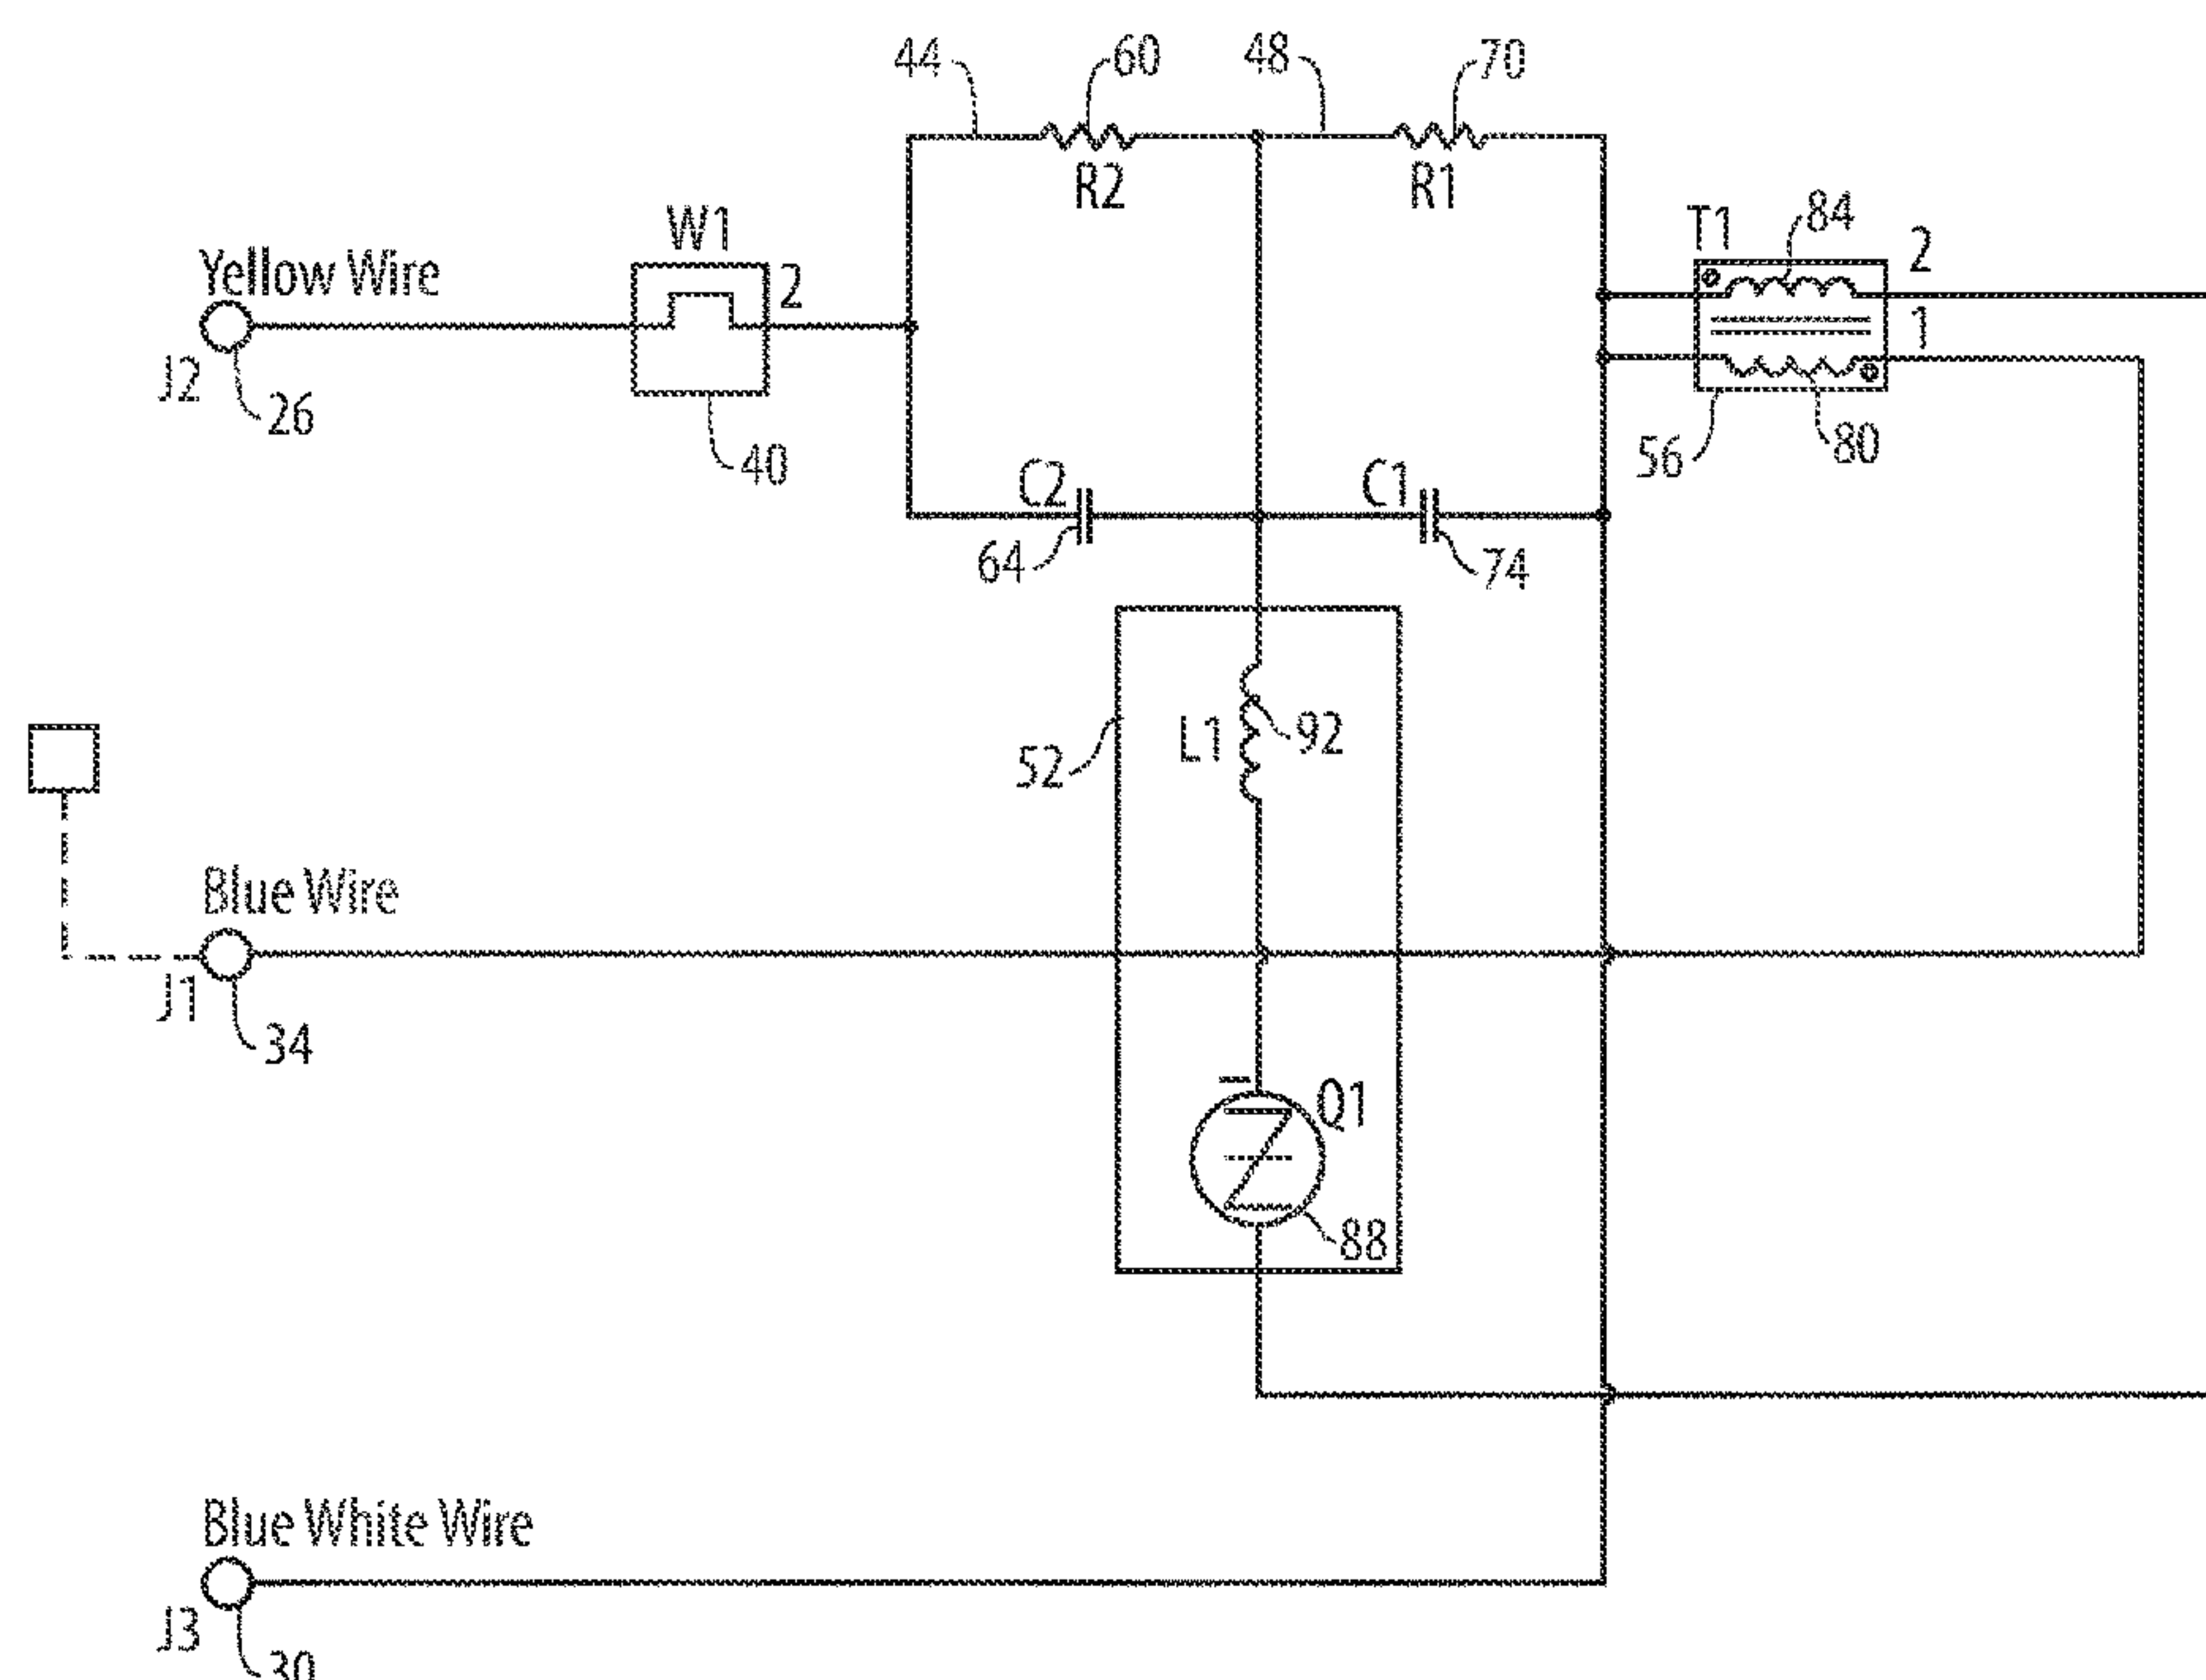 44
60
48
70
R2
R1
W1
2
Yellow Wire
J2
26
40
T1
84
2
1
56
80
C2
64
C1
74
52
L1
92
Blue Wire
J1
34
Q1
88
Blue White Wire
J3
30